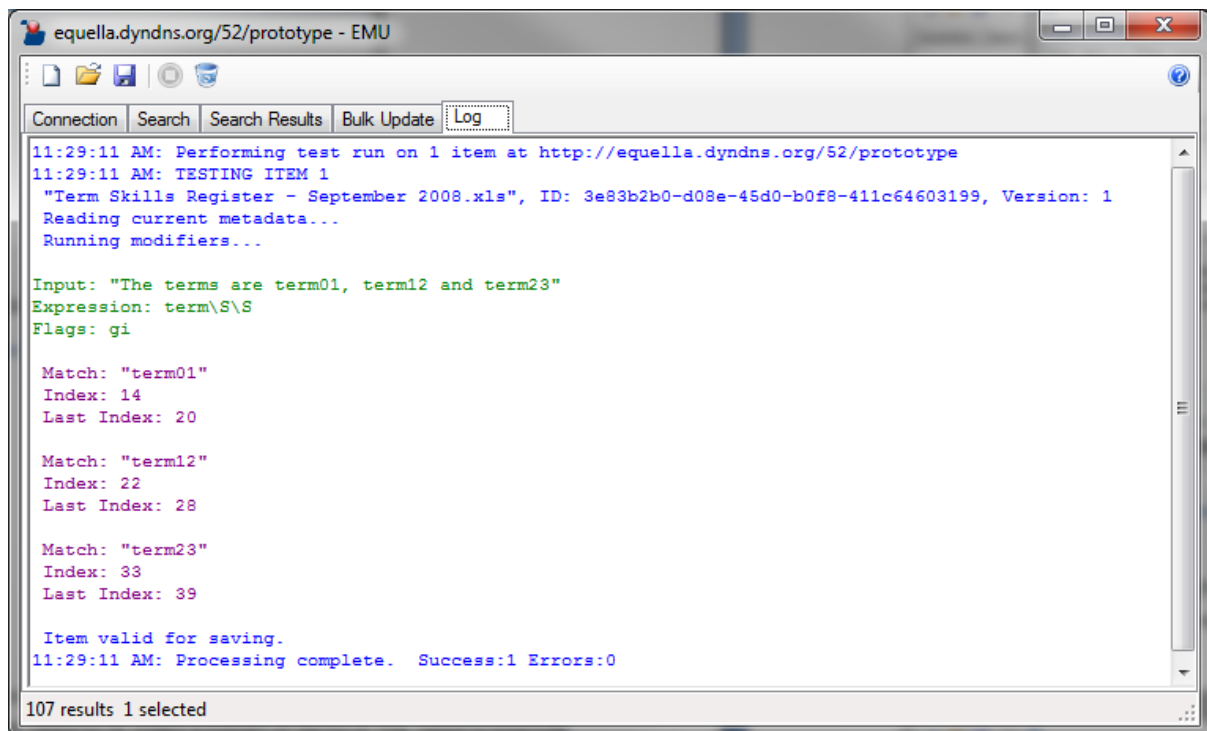 equella.dyndns.org/52/prototype - EMU
Connection Search Search Results Bulk Update Log
11:29:11 AM: Performing test run on 1 item at http://equella.dyndns.org/52/prototype
11:29:11 AM: TESTING ITEM 1
"Term Skills Register - September 2008.xls", ID: 3e83b2b0-d08e-45d0-b0f8-411c64603199, Version: 1
Reading current metadata...
Running modifiers...
Input: "The terms are term01, term12 and term23"
Expression: term\S\S
Flags: gi
Match: "term01"
Index: 14
Last Index: 20
Match: "term12"
Index: 22
Last Index: 28
Match: "term23"
Index: 33
Last Index: 39
Item valid for saving.
11:29:11 AM: Processing complete.  Success:1 Errors:0
107 results 1 selected